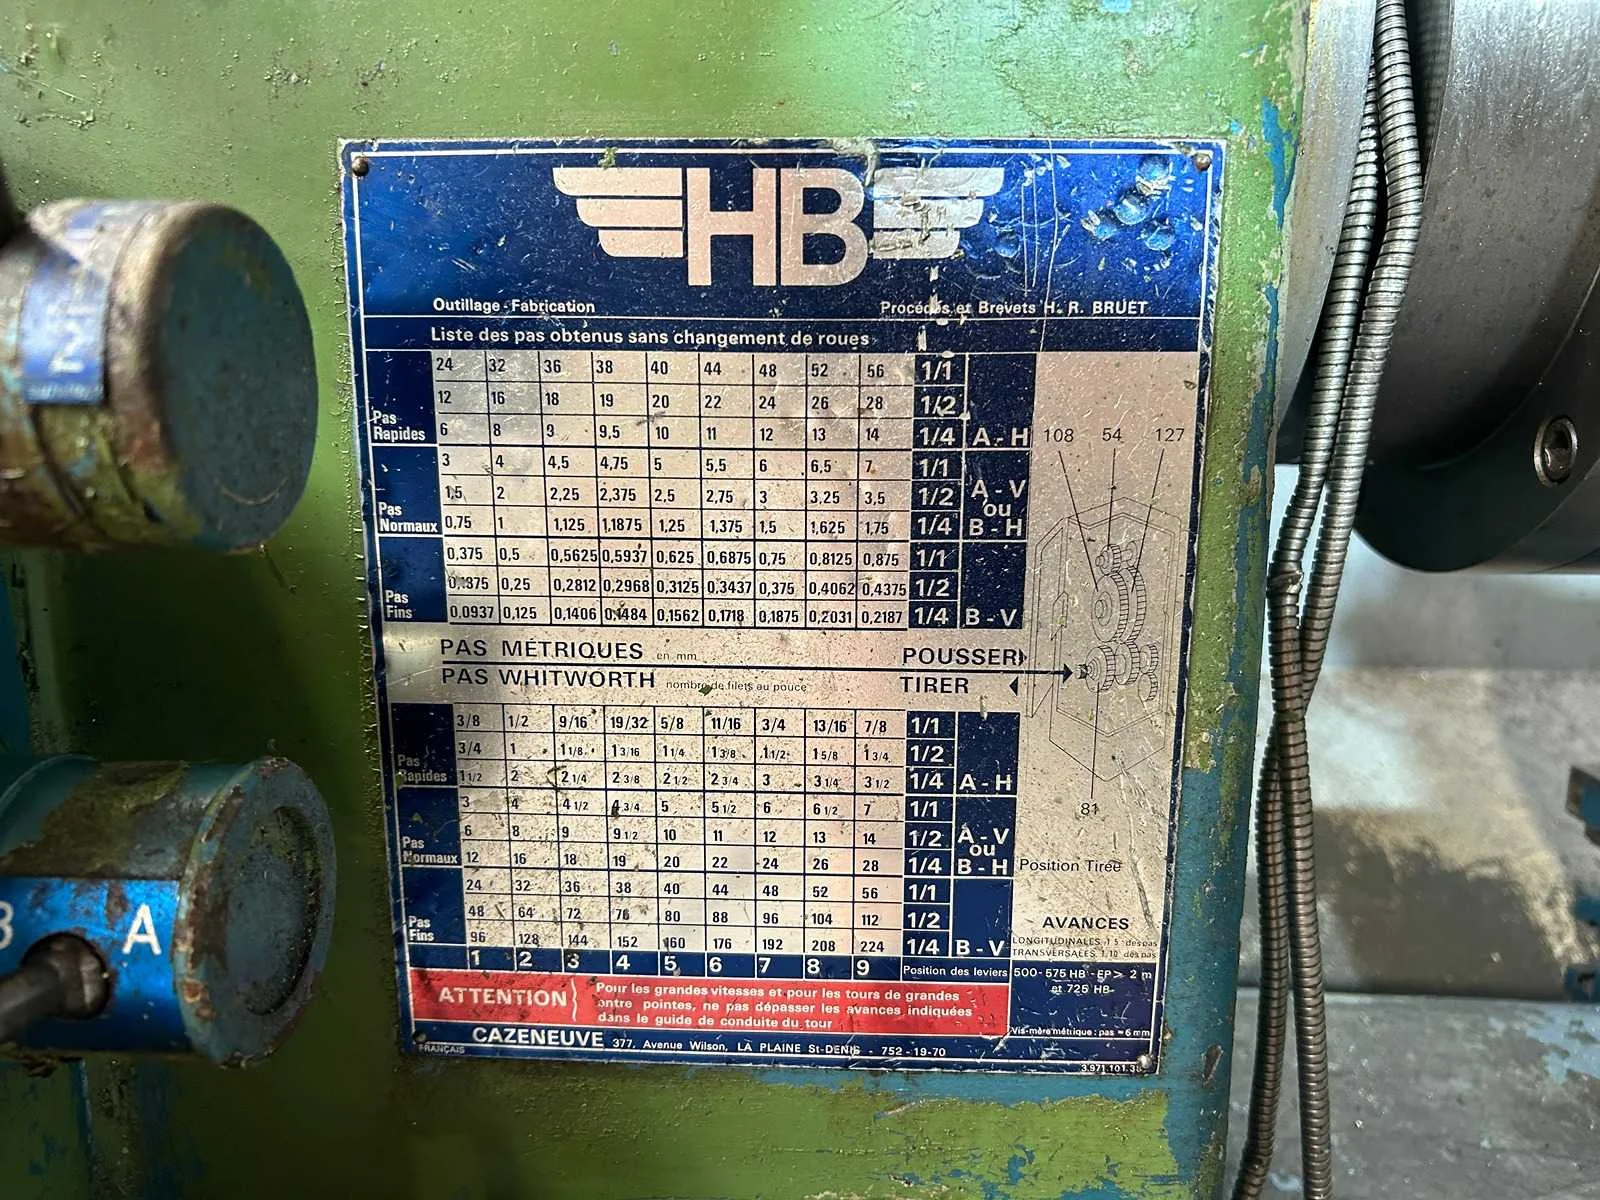 HB
Outillage - Fabrication Procédés et Brevets H. R. BRUET
Liste des pas obtenus sans changement de roues
24 32 36 38 40 44 48 52 56 1/1
12 16 18 19 20 22 24 26 28 1/2
Pas Rapides 6 8 9 9,5 10 11 12 13 14 1/4 A - H
108 54 127
3 4 4,5 4,75 5 5,5 6 6,5 7 1/1
1,5 2 2,25 2,375 2,5 2,75 3 3,25 3,5 1/2 A - V ou
Pas Normaux 0,75 1 1,125 1,1875 1,25 1,375 1,5 1,625 1,75 1/4 B - H
0,375 0,5 0,5625 0,5937 0,625 0,6875 0,75 0,8125 0,875 1/1
0,1875 0,25 0,2812 0,2968 0,3125 0,3437 0,375 0,4062 0,4375 1/2
Pas Fins 0,0937 0,125 0,1406 0,1484 0,1562 0,1718 0,1875 0,2031 0,2187 1/4 B - V
PAS MÉTRIQUES en mm POUSSER
PAS WHITWORTH nombre de filets au pouce TIRER
3/8 1/2 9/16 19/32 5/8 11/16 3/4 13/16 7/8 1/1
3/4 1 1 1/8 1 3/16 1 1/4 1 3/8 1 1/2 1 5/8 1 3/4 1/2
Pas Rapides 1 1/2 2 2 1/4 2 3/8 2 1/2 2 3/4 3 3 1/4 3 1/2 1/4 A - H
3 4 4 1/2 4 3/4 5 5 1/2 6 6 1/2 7 1/1
81
6 8 9 9 1/2 10 11 12 13 14 1/2 A - V ou
Pas Normaux 12 16 18 19 20 22 24 26 28 1/4 B - H
Position Tirée
24 32 36 38 40 44 48 52 56 1/1
48 64 72 76 80 88 96 104 112 1/2
Pas Fins 96 128 144 152 160 176 192 208 224 1/4 B - V
AVANCES
LONGITUDINALES 1 5e des pas
TRANSVERSALES 1/10e des pas
1 2 3 4 5 6 7 8 9 Position des leviers
500-575 HB - EP > 2 m
et 725 HB
ATTENTION
Pour les grandes vitesses et pour les tours de grandes
entre pointes, ne pas dépasser les avances indiquées
dans le guide de conduite du tour
Vis-mère métrique : pas = 6 mm
FRANÇAIS CAZENEUVE 377, Avenue Wilson, LA PLAINE St-DENIS - 752-19-70
3.971.101.38
A